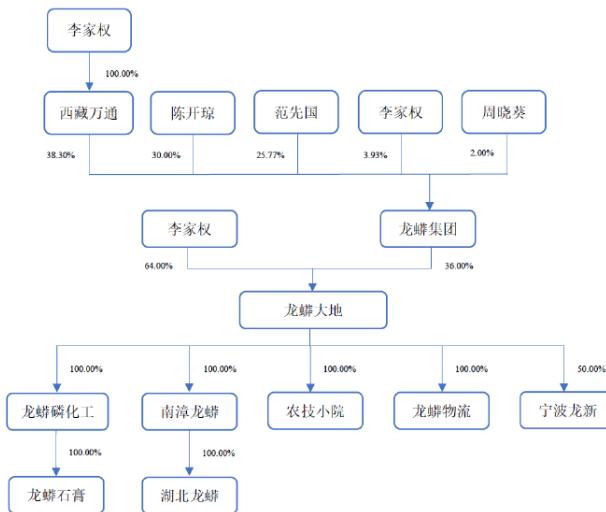 李家权
100.00%
西藏万通
陈开琼
范先国
李家权
周晓葵
38.30%
30.00%
25.77%
3.93%
2.00%
李家权
龙蟒集团
64.00%
36.00%
龙蟒大地
100.00%
100.00%
100.00%
100.00%
50.00%
龙蟒磷化工
南漳龙蟒
农技小院
龙蟒物流
宁波龙新
100.00%
100.00%
龙蟒石膏
湖北龙蟒